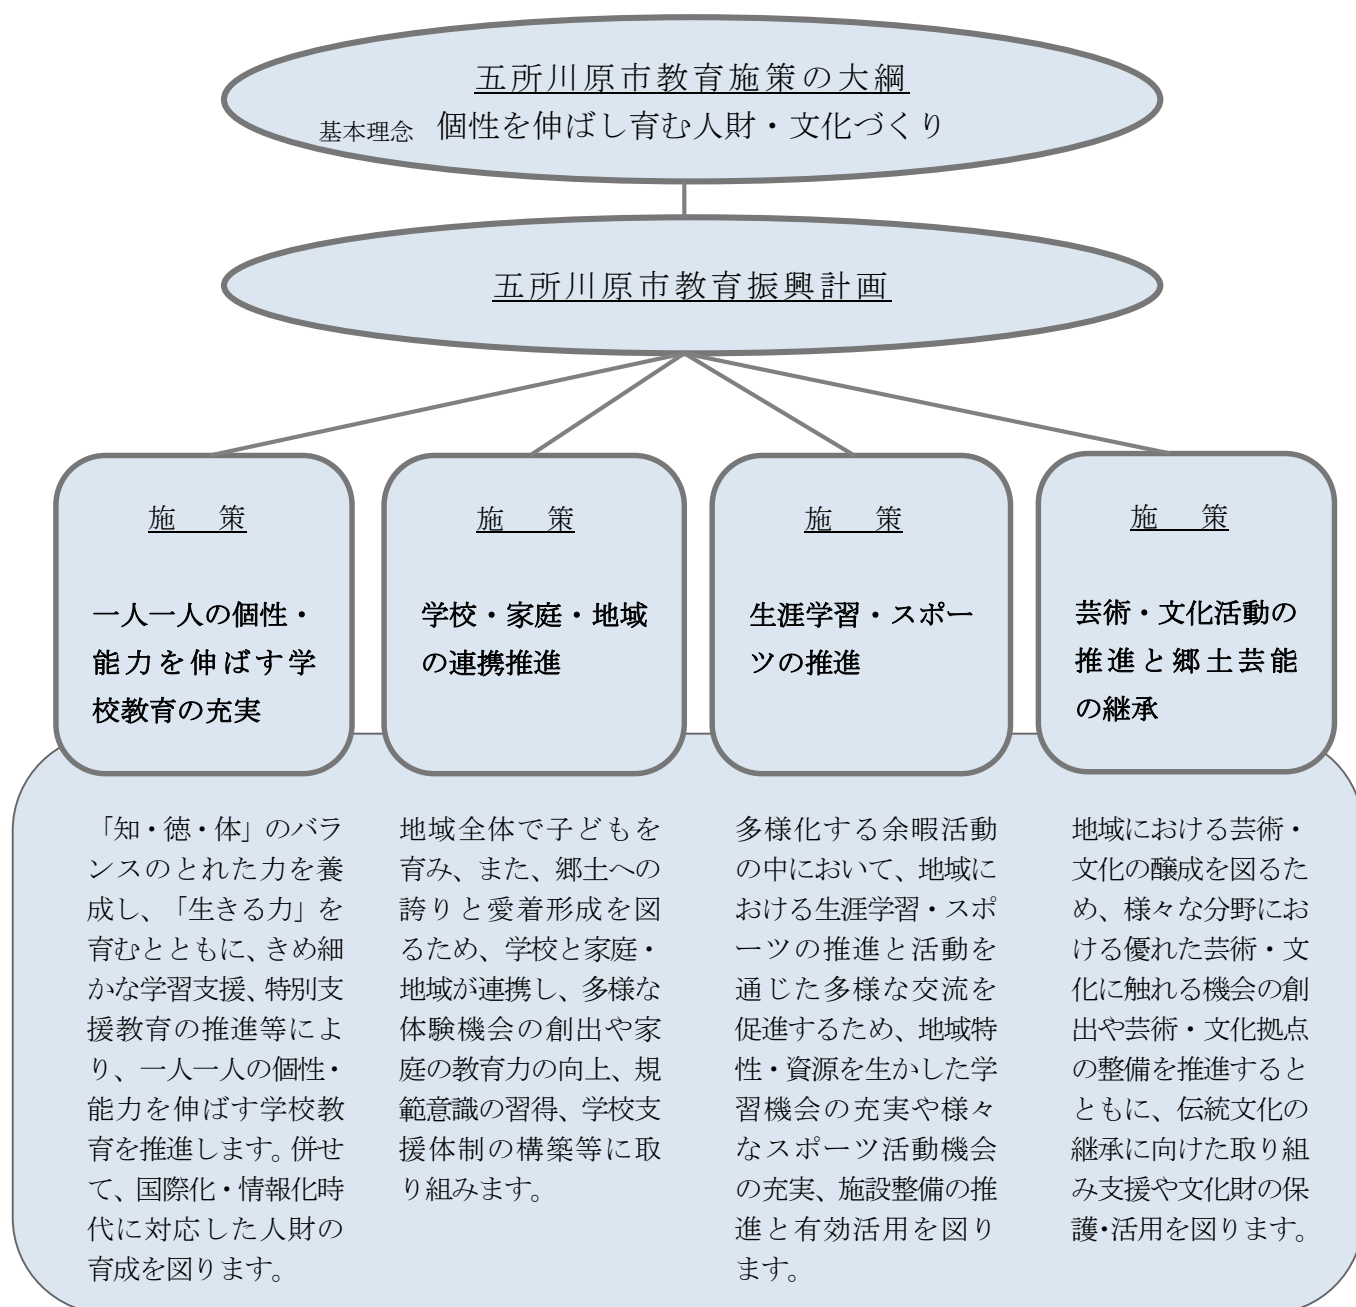 五所川原市教育施策の大綱
基本理念 個性を伸ばし育む人財・文化づくり
五所川原市教育振興計画
施 策
一人一人の個性・
能力を伸ばす学
校教育の充実
施 策
学校・家庭・地域
の連携推進
施 策
生涯学習・スポー
ツの推進
施 策
芸術・文化活動の
推進と郷土芸能
の継承
「知・徳・体」のバラ
ンスのとれた力を養
成し、「生きる力」を
育むとともに、きめ細
かな学習支援、特別支
援教育の推進等によ
り、一人一人の個性・
能力を伸ばす学校教
育を推進します。併せ
て、国際化・情報化時
代に対応した人財の
育成を図ります。
地域全体で子どもを
育み、また、郷土への
誇りと愛着形成を図
るため、学校と家庭・
地域が連携し、多様な
体験機会の創出や家
庭の教育力の向上、規
範意識の習得、学校支
援体制の構築等に取
り組みます。
多様化する余暇活動
の中において、地域に
おける生涯学習・スポ
ーツの推進と活動を
通じた多様な交流を
促進するため、地域特
性・資源を生かした学
習機会の充実や様々
なスポーツ活動機会
の充実、施設整備の推
進と有効活用を図り
ます。
地域における芸術・
文化の醸成を図るた
め、様々な分野にお
ける優れた芸術・文
化に触れる機会の創
出や芸術・文化拠点
の整備を推進すると
ともに、伝統文化の
継承に向けた取り組
み支援や文化財の保
護・活用を図ります。